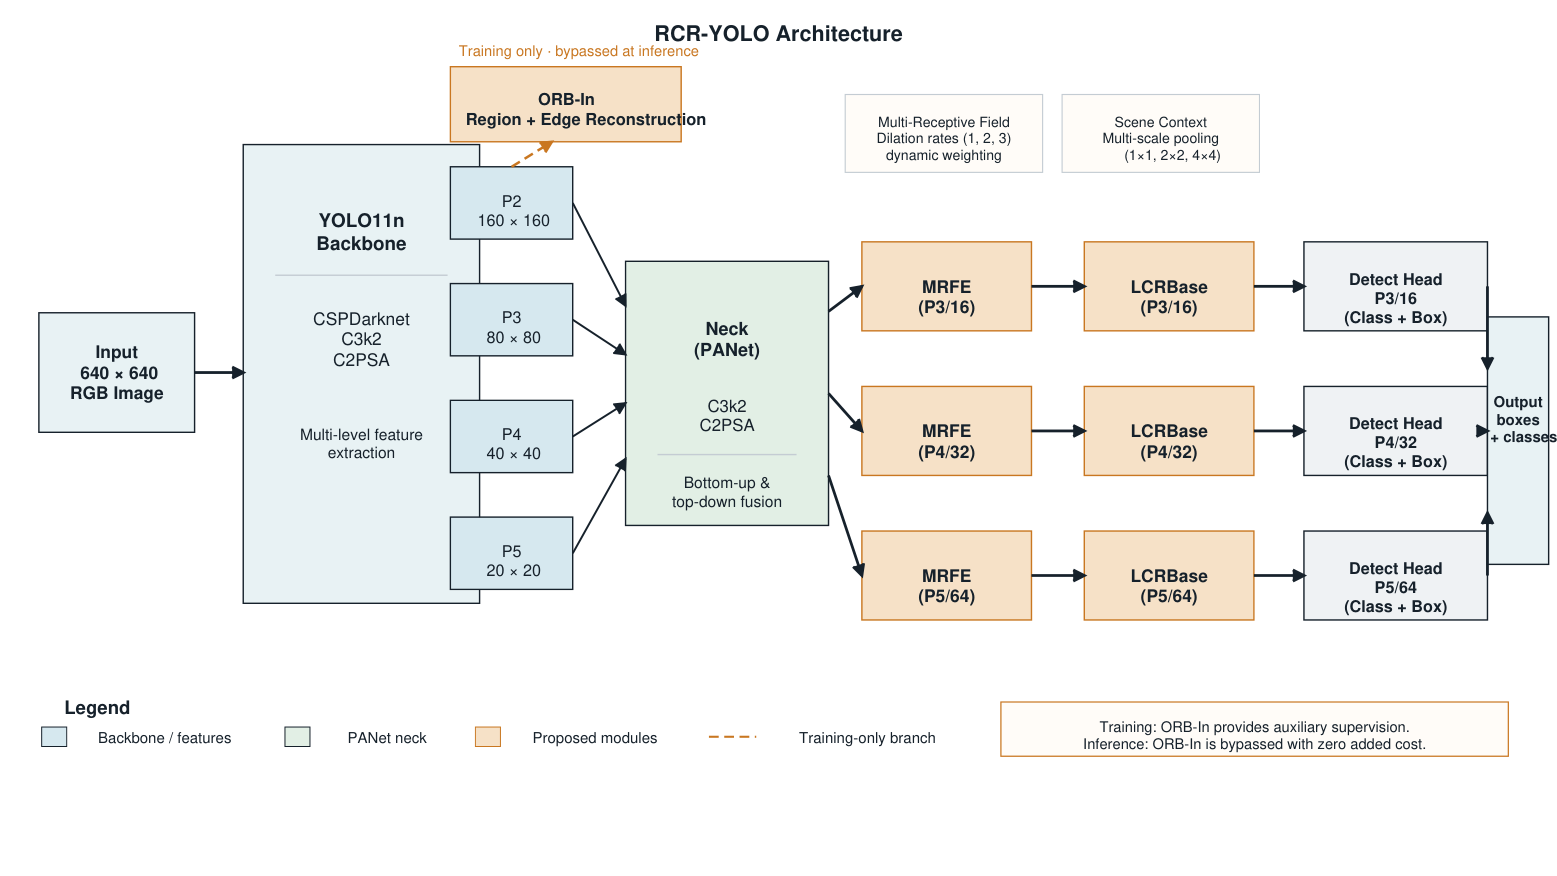 RCR-YOLO Architecture
Training only · bypassed at inference
ORB-In
Region + Edge Reconstruction
Multi-Receptive Field
Dilation rates (1, 2, 3)
dynamic weighting
Scene Context
Multi-scale pooling
(1×1, 2×2, 4×4)
Input
640 × 640
RGB Image
YOLO11n
Backbone
CSPDarknet
C3k2
C2PSA
Multi-level feature
extraction
P2
160 × 160
P3
80 × 80
P4
40 × 40
P5
20 × 20
Neck
(PANet)
C3k2
C2PSA
Bottom-up &
top-down fusion
MRFE
(P3/16)
LCRBase
(P3/16)
Detect Head
P3/16
(Class + Box)
MRFE
(P4/32)
LCRBase
(P4/32)
Detect Head
P4/32
(Class + Box)
MRFE
(P5/64)
LCRBase
(P5/64)
Detect Head
P5/64
(Class + Box)
Output
boxes
+ classes
Legend
Backbone / features
PANet neck
Proposed modules
Training-only branch
Training: ORB-In provides auxiliary supervision.
Inference: ORB-In is bypassed with zero added cost.